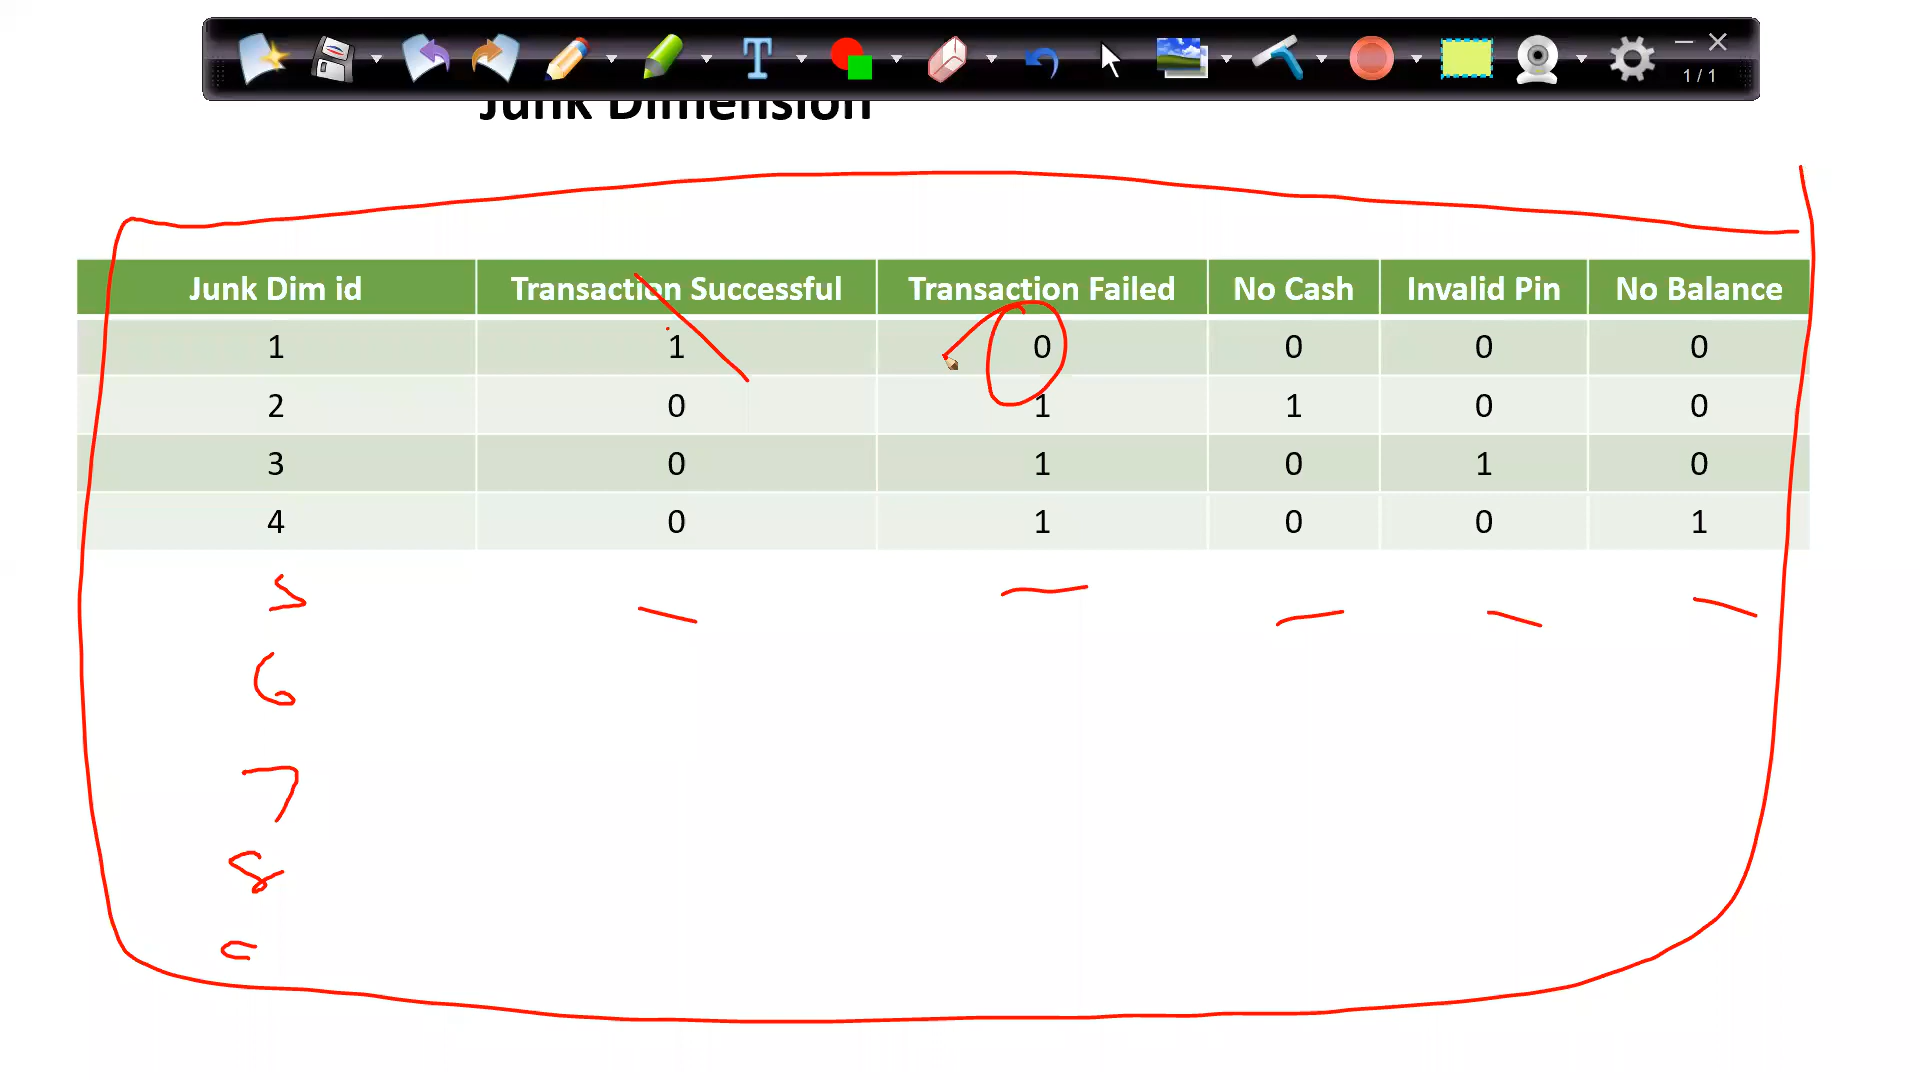 T
1 / 1
Junk Dimension
Junk Dim id Transaction Successful Transaction Failed No Cash Invalid Pin No Balance
1 1 0 0 0 0
2 0 1 1 0 0
3 0 1 0 1 0
4 0 1 0 0 1
5
6
7
8